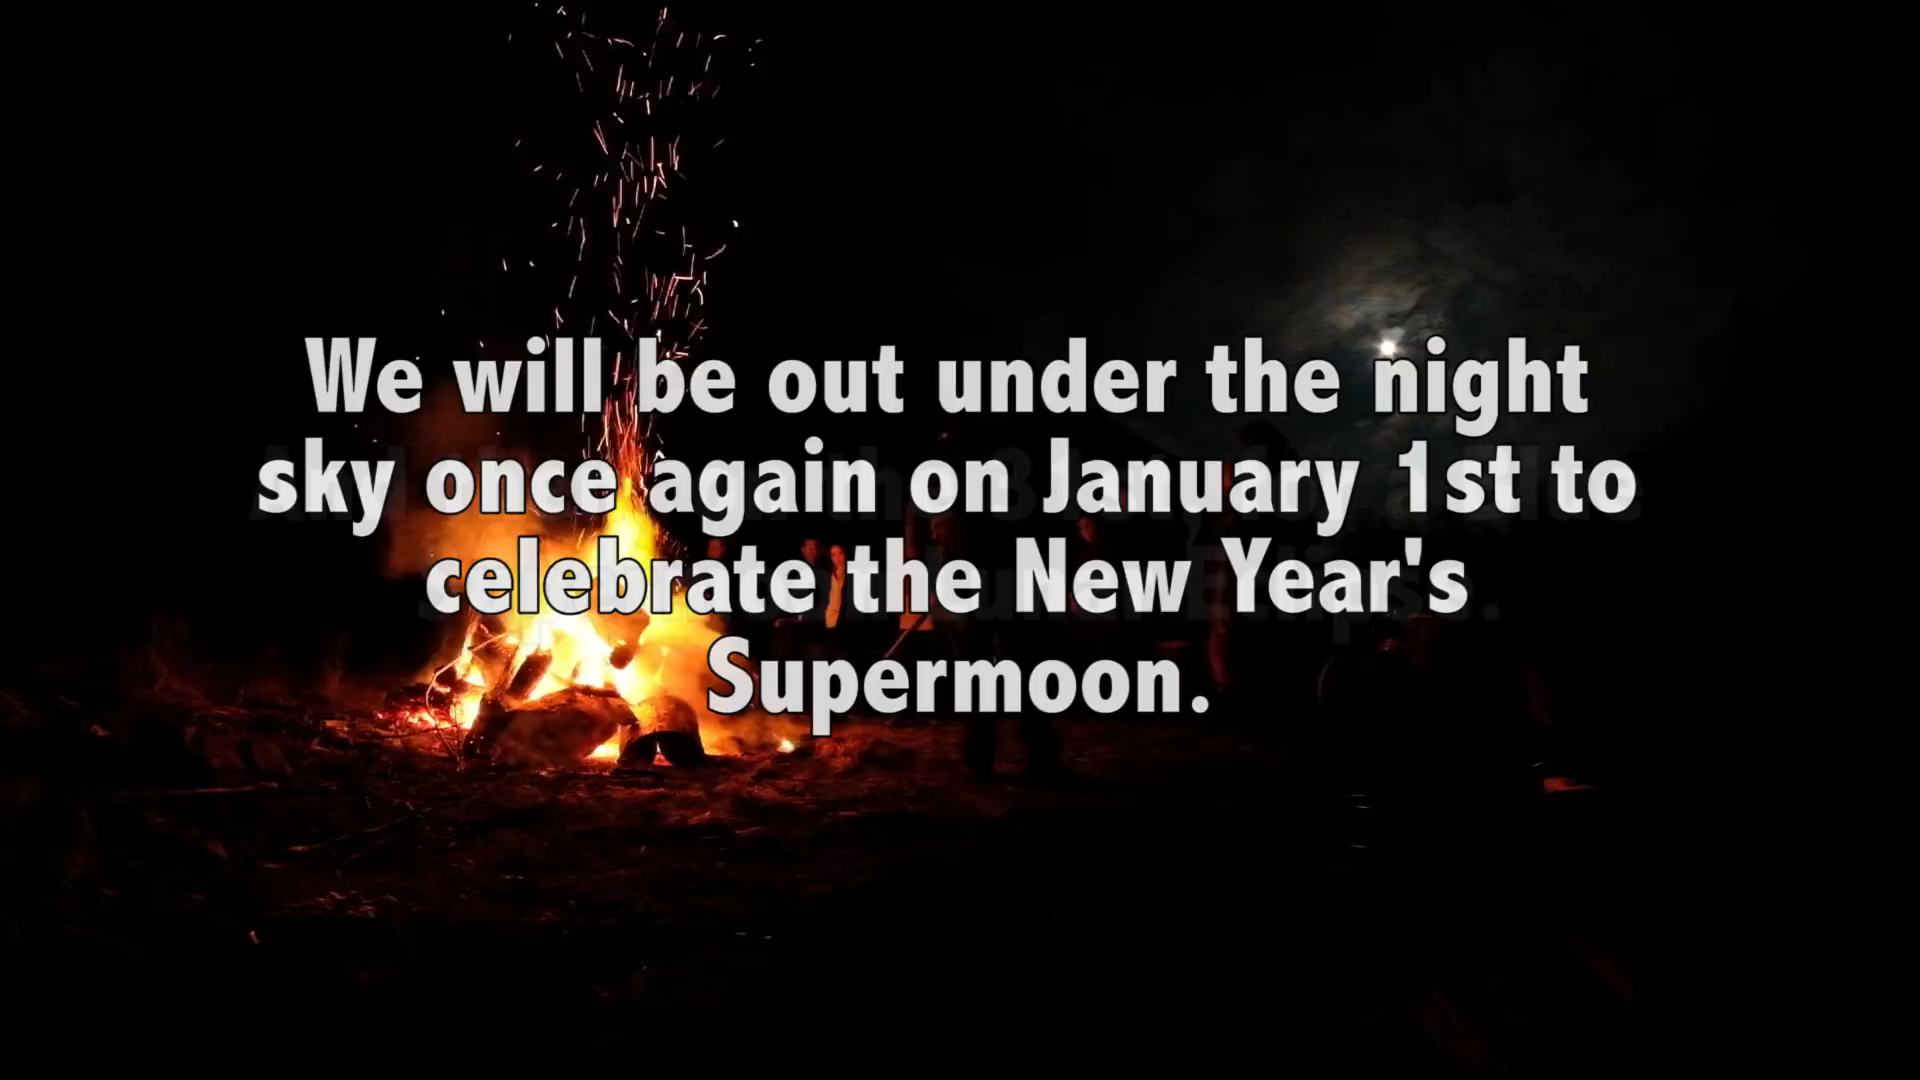 We will be out under the night
sky once again on January 1st to
celebrate the New Year's
Supermoon.